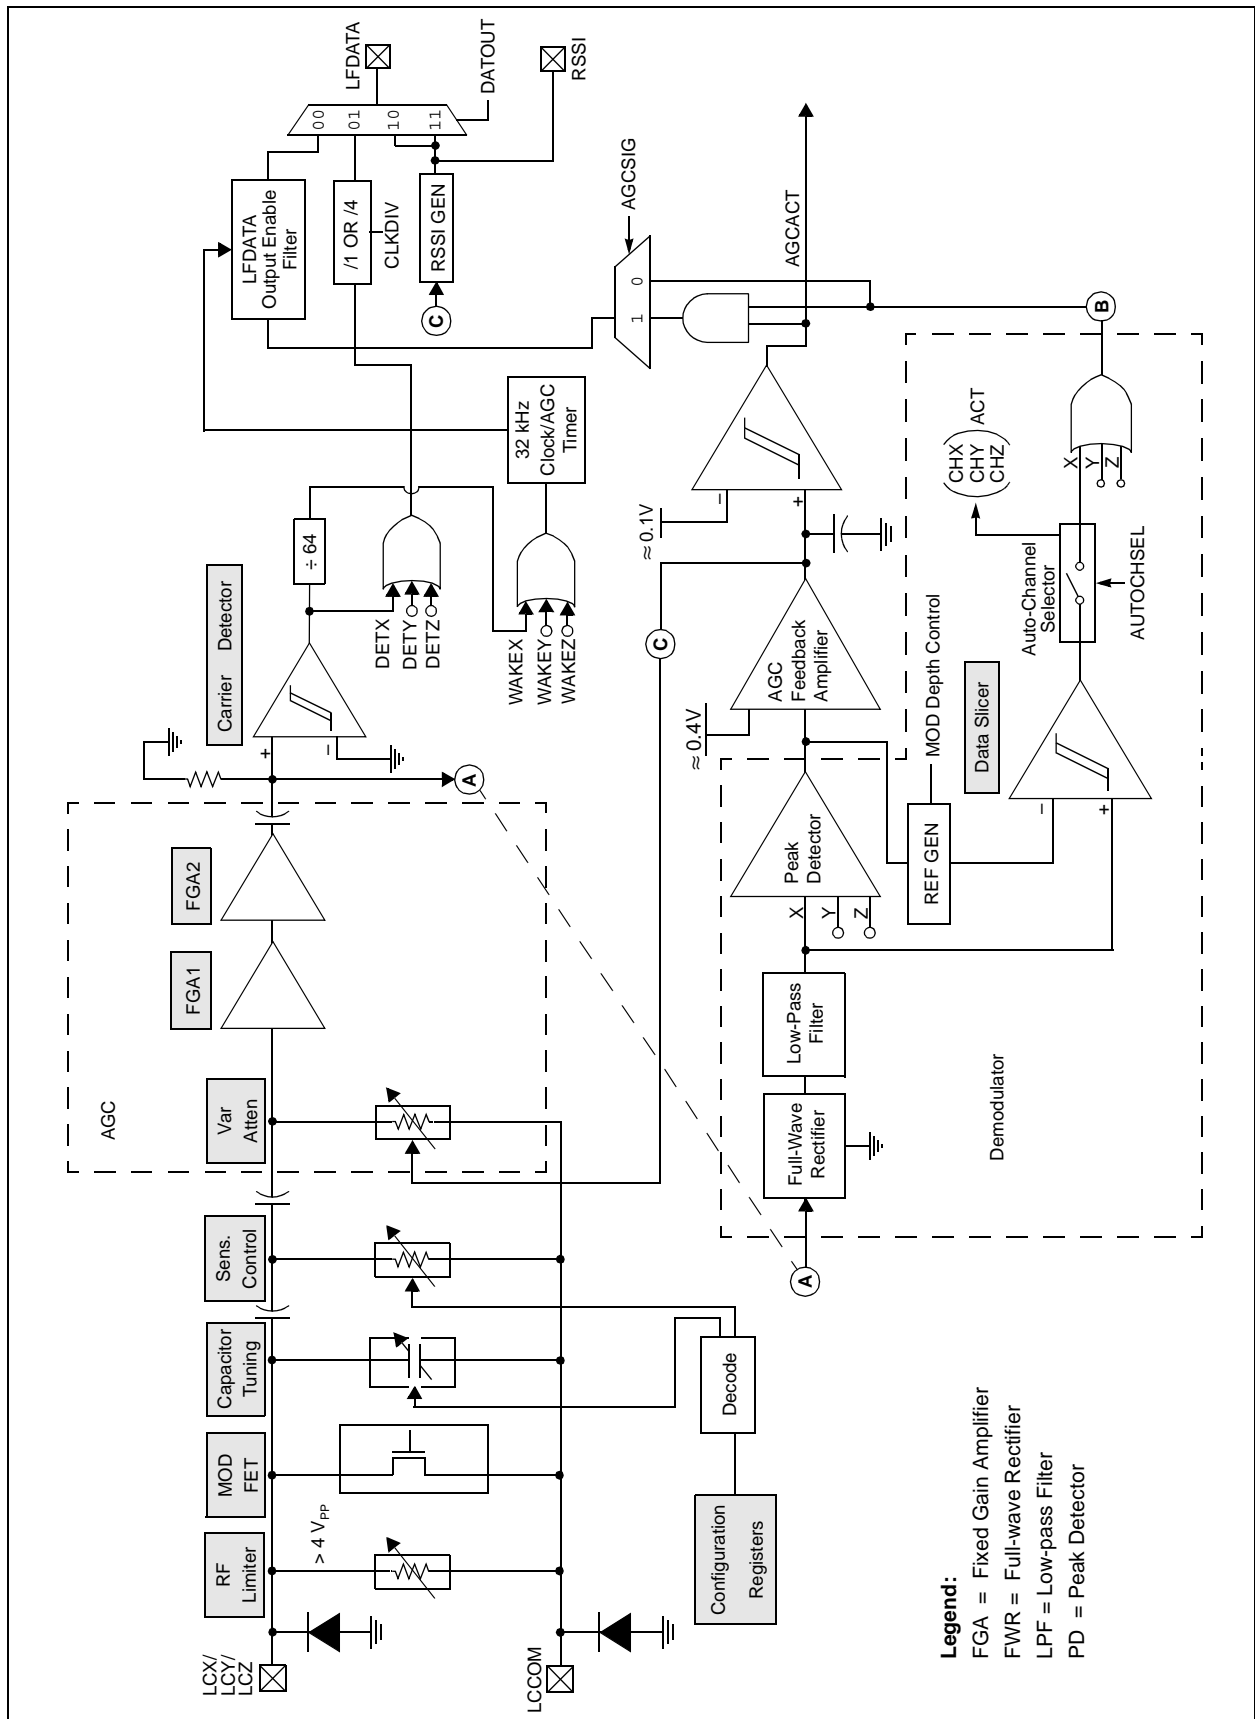 LCX/
LCY/
LCZ
LCCOM
RF
Limiter
> 4 VPP
MOD
FET
Capacitor
Tuning
Sens.
Control
Var
Atten
AGC
FGA1
FGA2
Carrier Detector
+
−
A
÷ 64
DETX
DETY
DETZ
WAKEX
WAKEY
WAKEZ
32 kHz
Clock/AGC
Timer
LFDATA
Output Enable
Filter
/1 OR /4
CLKDIV
RSSI GEN
C
00
01
10
11
LFDATA
DATOUT
RSSI
Configuration
Registers
Decode
A
Full-Wave
Rectifier
Low-Pass
Filter
Demodulator
X
Y
Z
Peak
Detector
REF GEN
MOD Depth Control
≈ 0.4V
AGC
Feedback
Amplifier
C
≈ 0.1V
−
+
1
0
AGCSIG
AGCACT
Data Slicer
−
+
Auto-Channel
Selector
AUTOCHSEL
CHX
CHY
CHZ
ACT
X
Y
Z
B
Legend:
FGA = Fixed Gain Amplifier
FWR = Full-wave Rectifier
LPF = Low-pass Filter
PD = Peak Detector